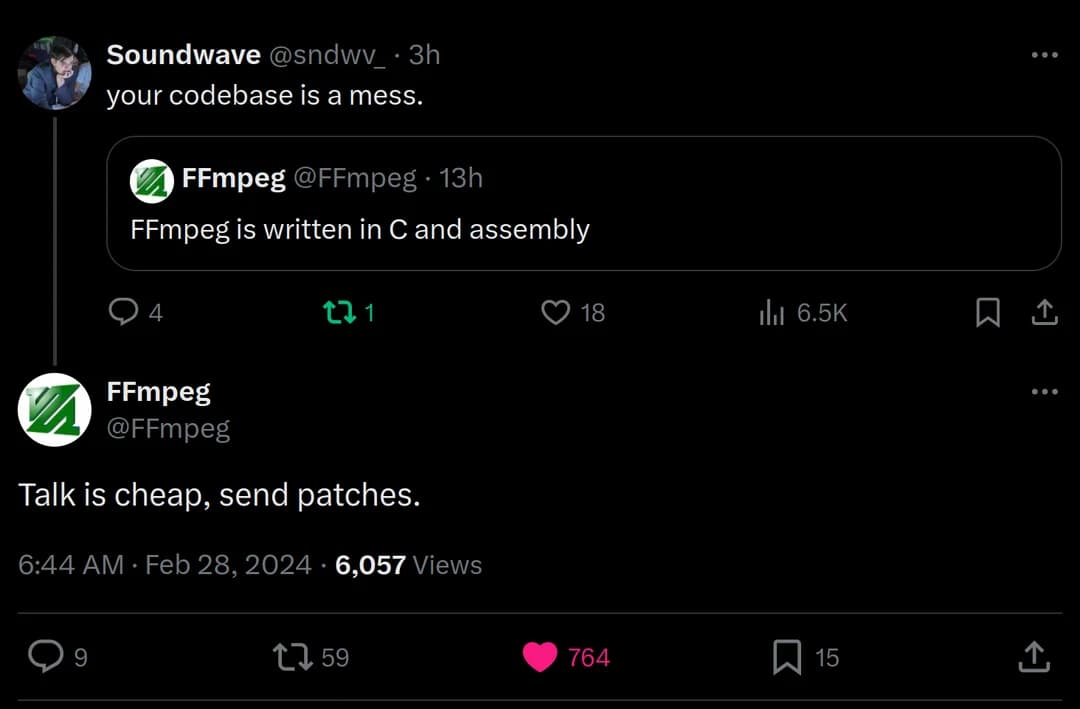 Soundwave @sndwv_ · 3h
your codebase is a mess.
FFmpeg @FFmpeg · 13h
FFmpeg is written in C and assembly
4 1 18 6.5K
FFmpeg
@FFmpeg
Talk is cheap, send patches.
6:44 AM · Feb 28, 2024 · 6,057 Views
9 59 764 15